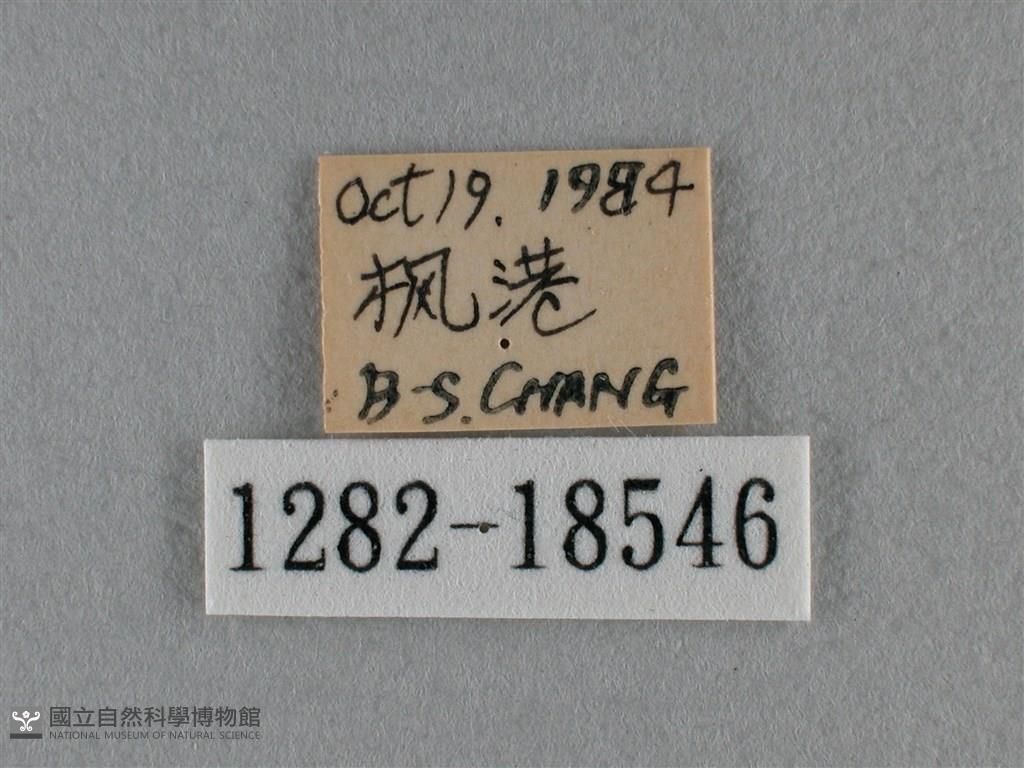 Oct 19. 1984
枫港
B-S. CHANG
1282-18546
國立自然科學博物館
NATIONAL MUSEUM OF NATURAL SCIENCE